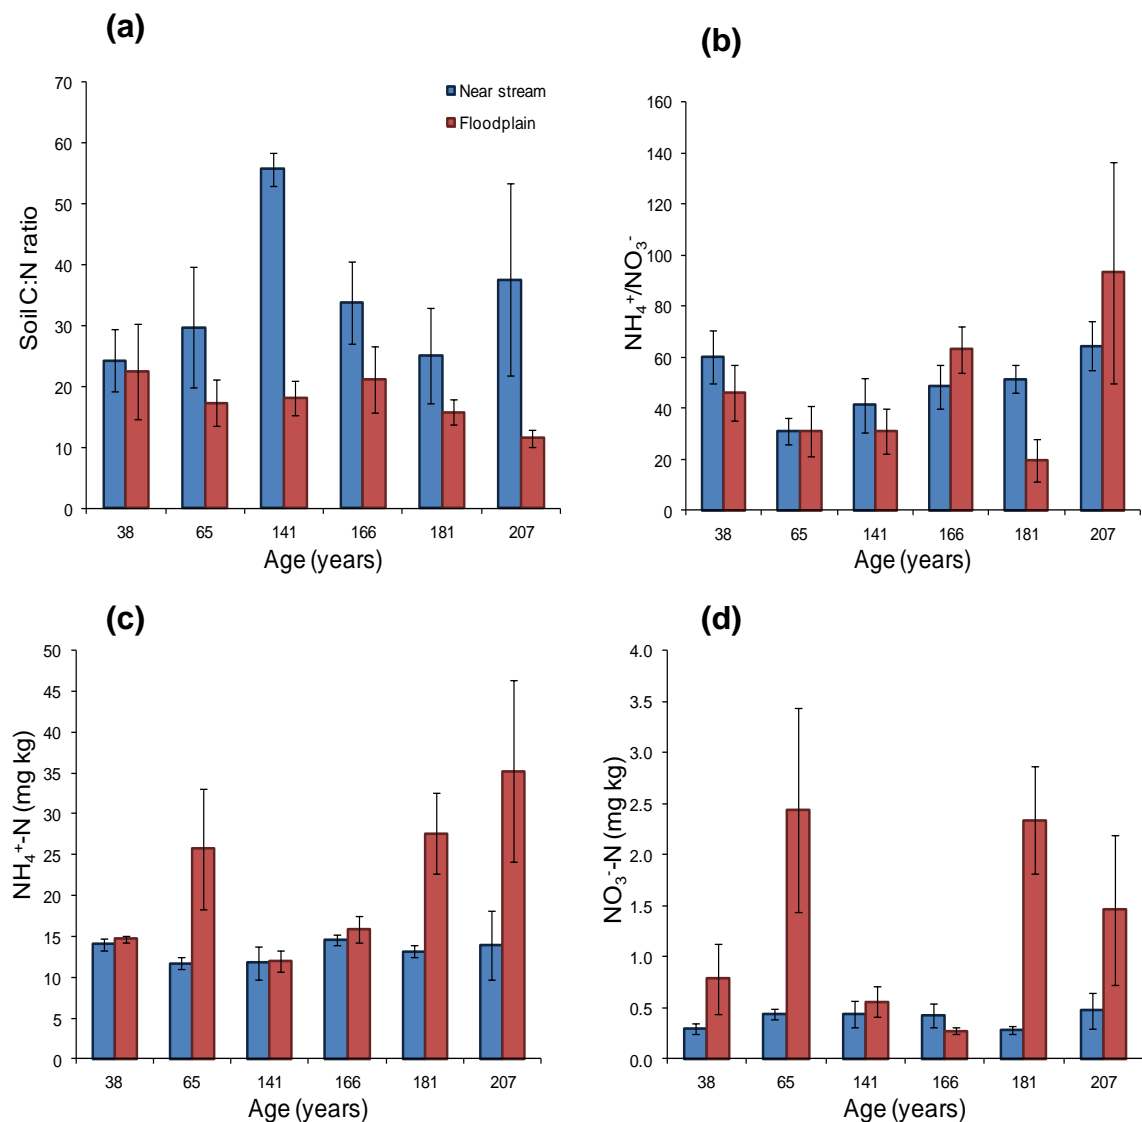 (a)
70
60
50
40
30
20
10
0
Soil C:N ratio
Near stream
Floodplain
38 65 141 166 181 207
Age (years)
(b)
160
140
120
100
80
60
40
20
0
NH₄⁺/NO₃⁻
38 65 141 166 181 207
Age (years)
(c)
50
45
40
35
30
25
20
15
10
5
0
NH₄⁺-N (mg kg)
38 65 141 166 181 207
Age (years)
(d)
4.0
3.5
3.0
2.5
2.0
1.5
1.0
0.5
0.0
NO₃⁻-N (mg kg)
38 65 141 166 181 207
Age (years)